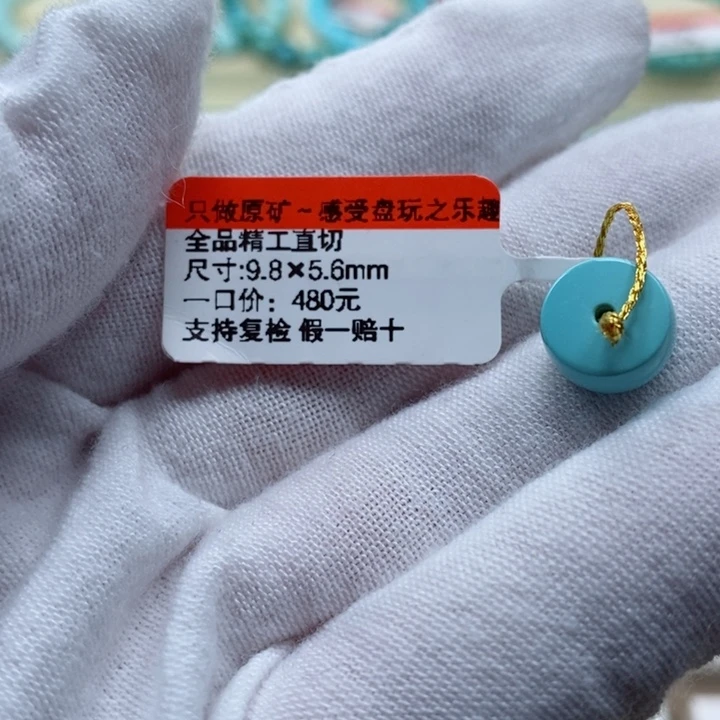 只做原矿~感受盘玩之乐趣
全品精工直切
尺寸:9.8×5.6mm
一口价：480元
支持复检 假一赔十